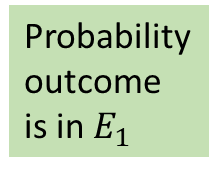 Probability
outcome
is in E₁